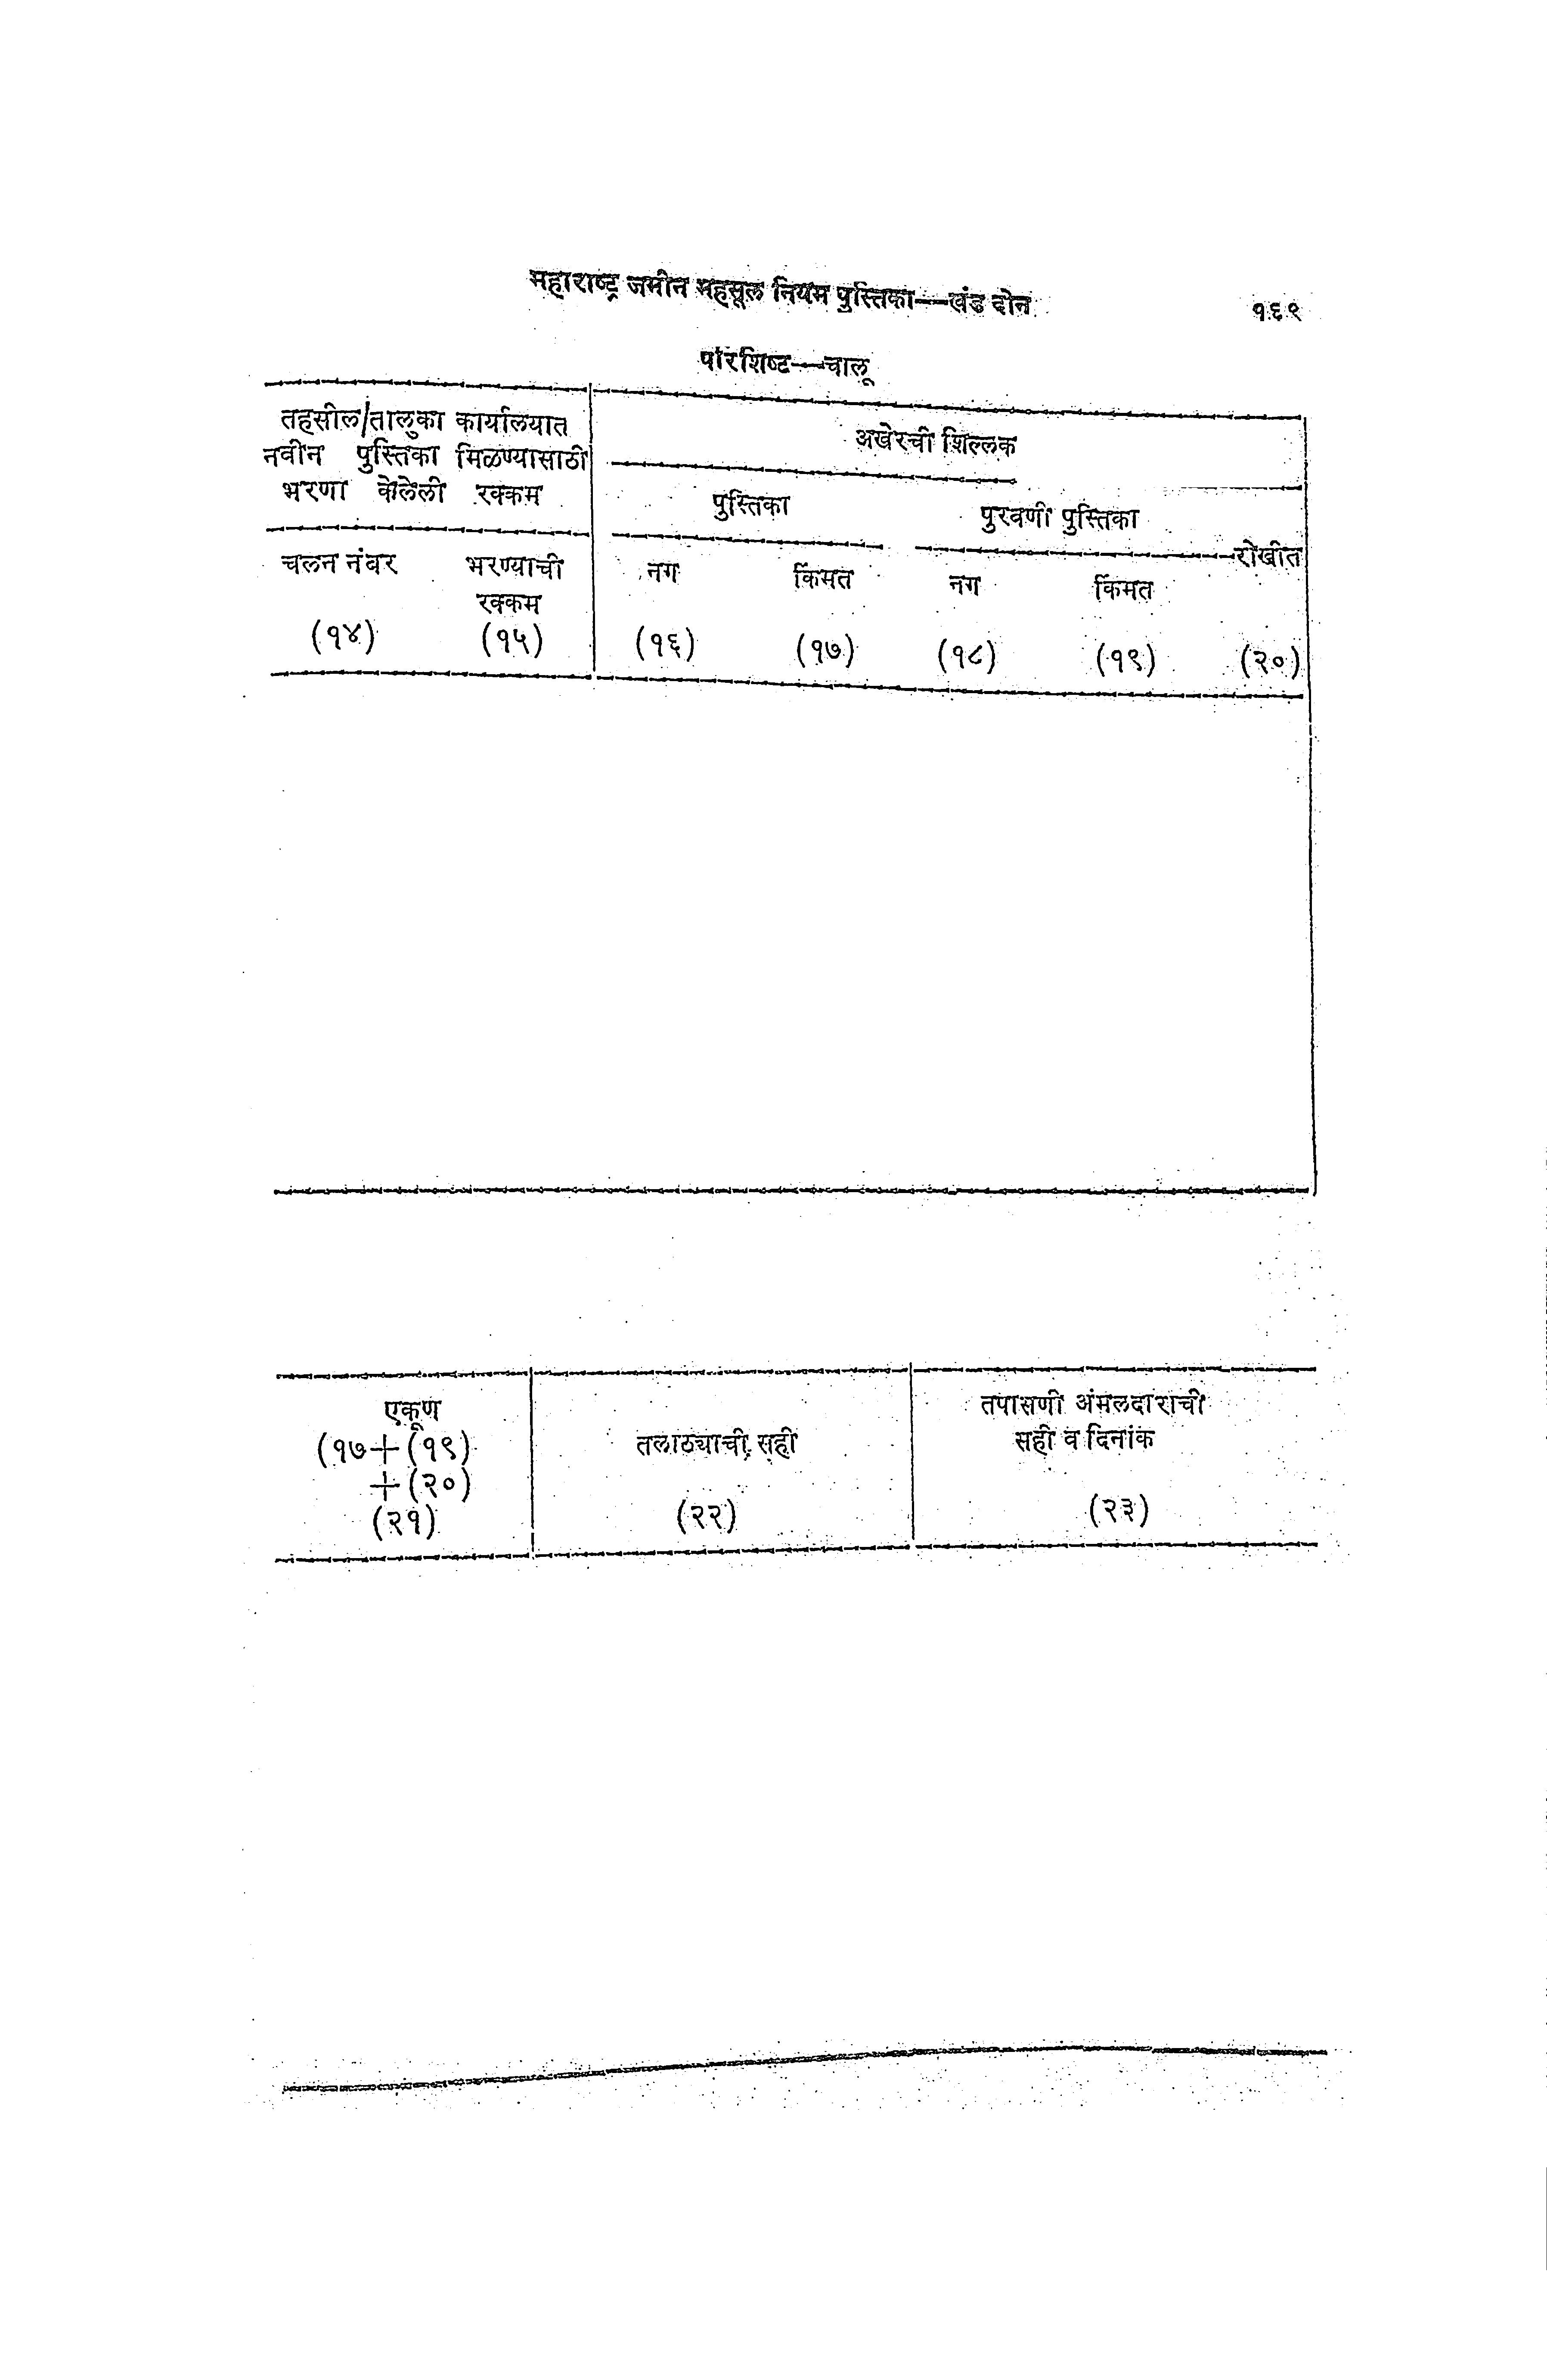 महाराष्ट्र जमीन महसूल नियम पुस्तिका—खंड दोन १६९
परिशिष्ट—चालू
तहसील/तालुका कार्यालयात
नवीन पुस्तिका मिळण्यासाठी
भरणा केलेली रक्कम
अखेरची शिल्लक
पुस्तिका पुरवणी पुस्तिका
रोखीत
चलन नंबर भरण्याची
रक्कम
नग किंमत नग किंमत
(१४) (१५) (१६) (१७) (१८) (१९) (२०)
एकूण
(१७+(१९)
+(२०)
(२१)
तलाठ्याची सही
(२२)
तपासणी अंमलदाराची
सही व दिनांक
(२३)